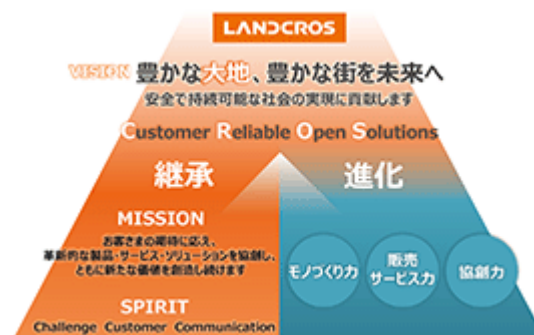 LANDCROS
VISION 豊かな大地、豊かな街を未来へ
安全で持続可能な社会の実現に貢献します
Customer Reliable Open Solutions
継承
進化
MISSION
お客さまの期待に応え、
革新的な製品・サービス・ソリューションを協創し、
ともに新たな価値を創造し続けます
モノづくり力
販売
サービス力
協創力
SPIRIT
Challenge Customer Communication